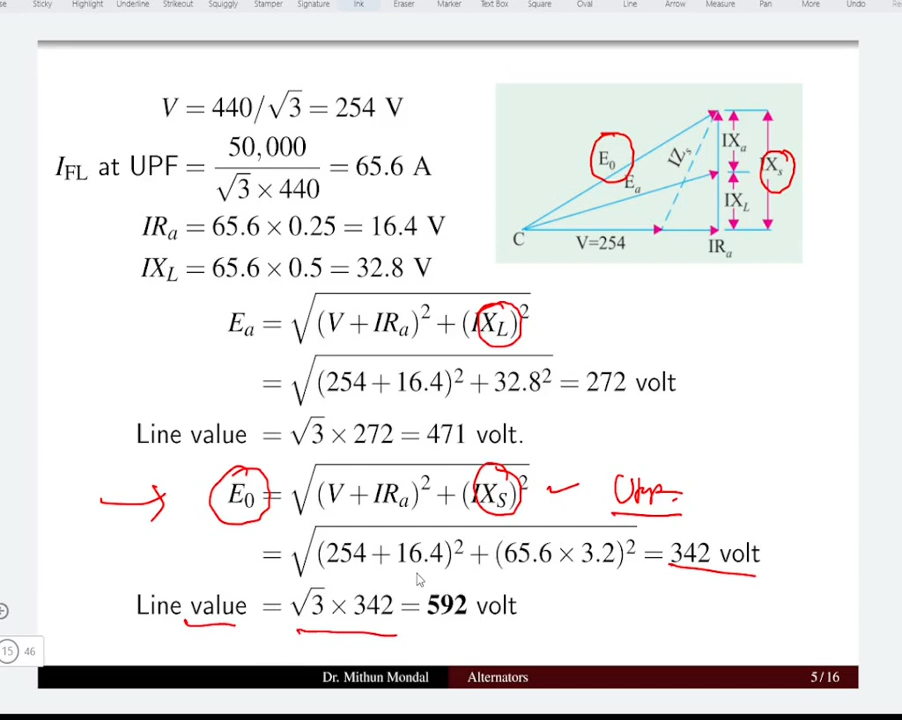 Sticky Highlight Underline Strikeout Squiggly Stamper Signature Ink Eraser Marker Text Box Square Oval Line Arrow Measure Pan More Undo
V = 440/√3 = 254 V
I_FL at UPF = 50,000 / √3 × 440 = 65.6 A
IR_a = 65.6 × 0.25 = 16.4 V
IX_L = 65.6 × 0.5 = 32.8 V
E_0
E_a
IZ_s
IX_a
IX_s
IX_L
C
V=254
IR_a
E_a = √(V + IR_a)² + (IX_L)²
= √(254 + 16.4)² + 32.8² = 272 volt
Line value = √3 × 272 = 471 volt.
E_0 = √(V + IR_a)² + (IX_S)²
= √(254 + 16.4)² + (65.6 × 3.2)² = 342 volt
Line value = √3 × 342 = 592 volt
15 46
Dr. Mithun Mondal Alternators 5 / 16